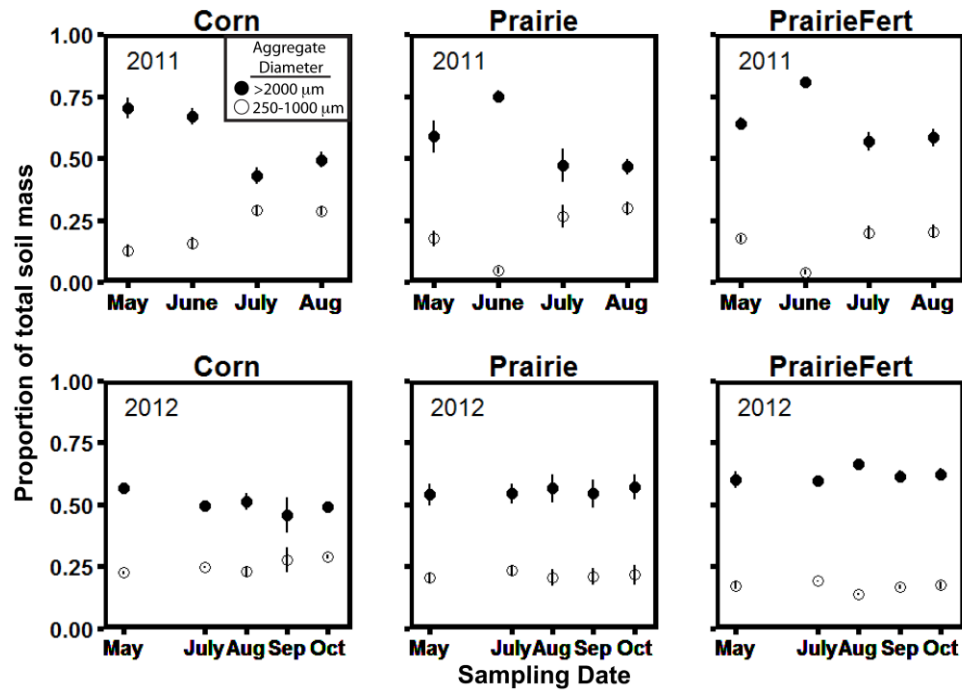 Corn Prairie PrairieFert
1.00
0.75
0.50
0.25
0.00
2011
Aggregate
Diameter
>2000 µm
250-1000 µm
2011
2011
May June July Aug
May June July Aug
May June July Aug
Proportion of total soil mass
Corn Prairie PrairieFert
1.00
0.75
0.50
0.25
0.00
2012
2012
2012
May July Aug Sep Oct
May July Aug Sep Oct
May July Aug Sep Oct
Sampling Date